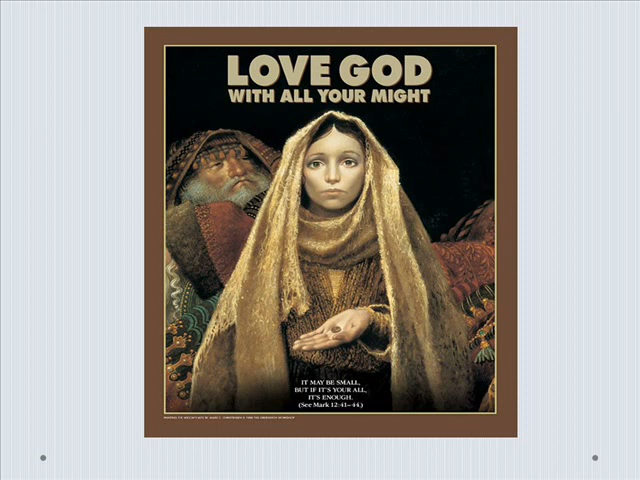 LOVE GOD
WITH ALL YOUR MIGHT
IT MAY BE SMALL,
BUT IF IT'S YOUR ALL,
IT'S ENOUGH.
(See Mark 12:41–44.)